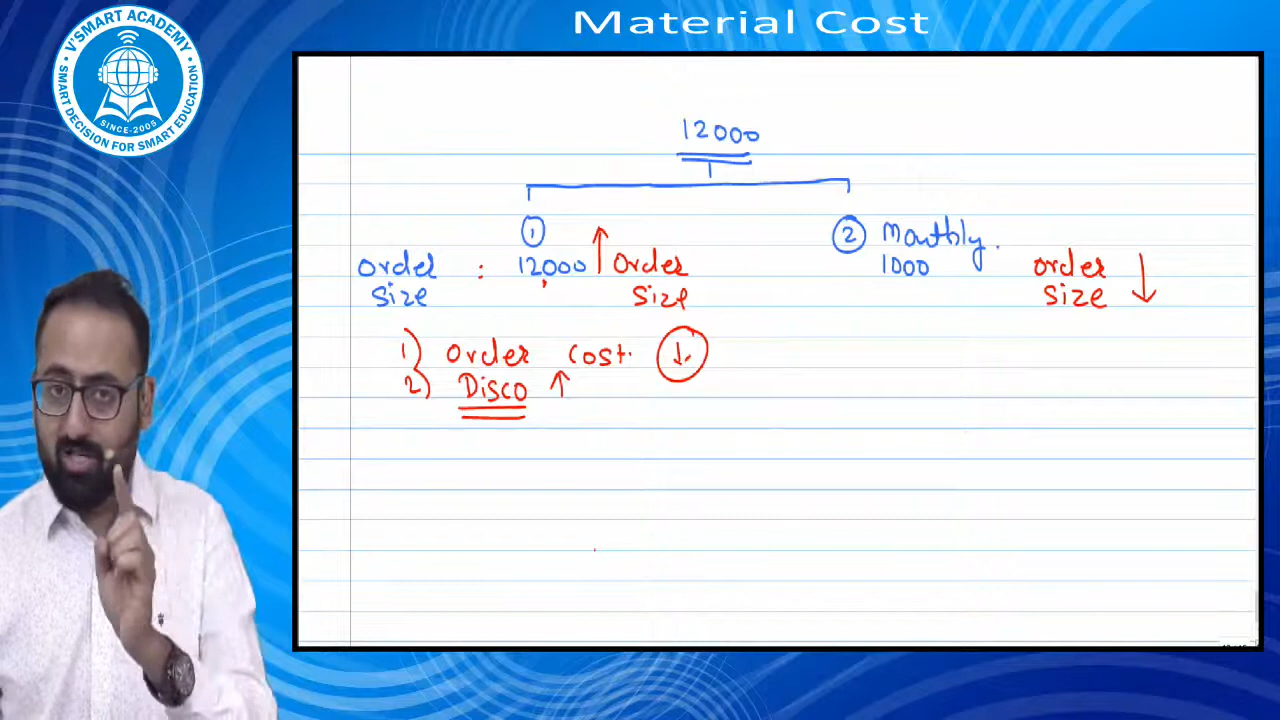 Material Cost
V'SMART ACADEMY
SINCE-2005
SMART DECISION FOR SMART EDUCATION
12000
1 2 Monthly.
order size : 12000 ↑ Order size 1000 order size ↓
1) Order cost. ↓
2) Disco ↑